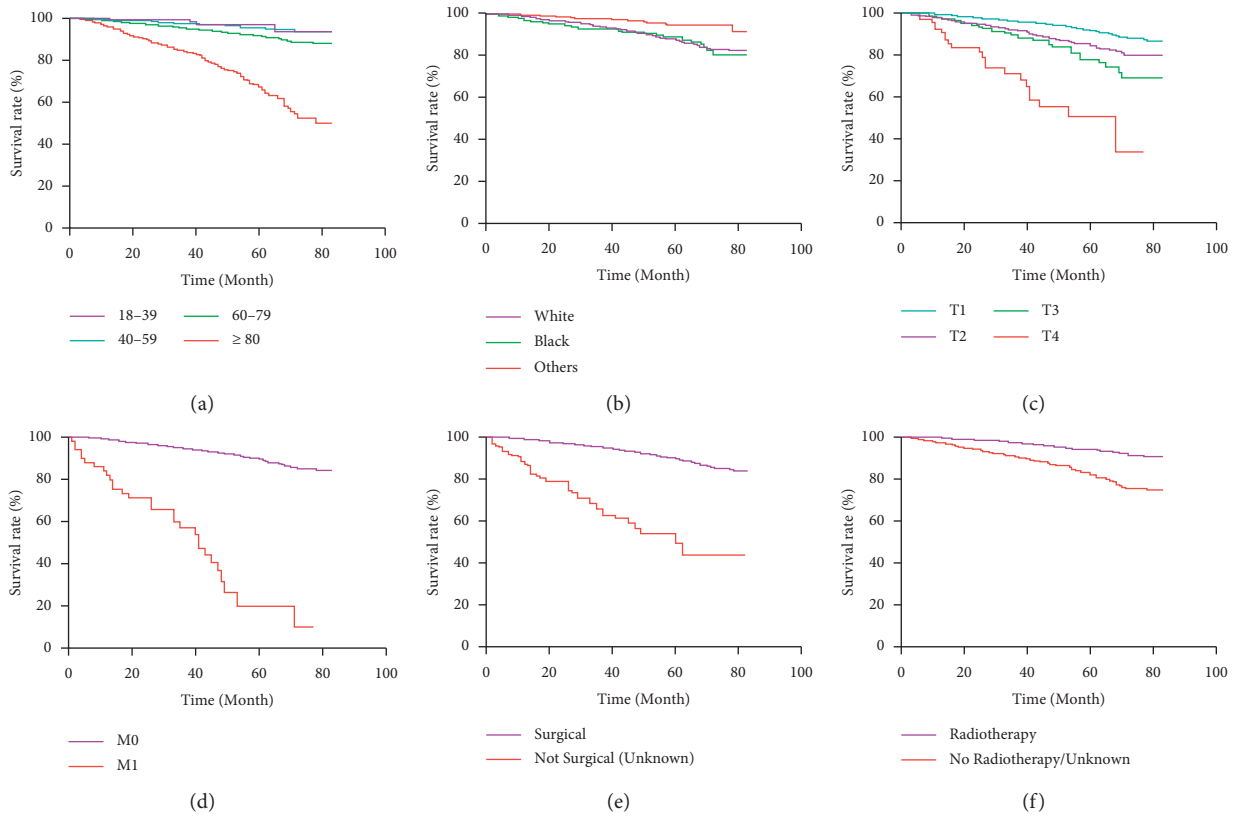 100
80
60
40
20
0
Survival rate (%)
0 20 40 60 80 100
Time (Month)
18–39 60–79
40–59 ≥ 80
(a)
100
80
60
40
20
0
Survival rate (%)
0 20 40 60 80 100
Time (Month)
White
Black
Others
(b)
100
80
60
40
20
0
Survival rate (%)
0 20 40 60 80 100
Time (Month)
T1 T3
T2 T4
(c)
100
80
60
40
20
0
Survival rate (%)
0 20 40 60 80 100
Time (Month)
M0
M1
(d)
100
80
60
40
20
0
Survival rate (%)
0 20 40 60 80 100
Time (Month)
Surgical
Not Surgical (Unknown)
(e)
100
80
60
40
20
0
Survival rate (%)
0 20 40 60 80 100
Time (Month)
Radiotherapy
No Radiotherapy/Unknown
(f)